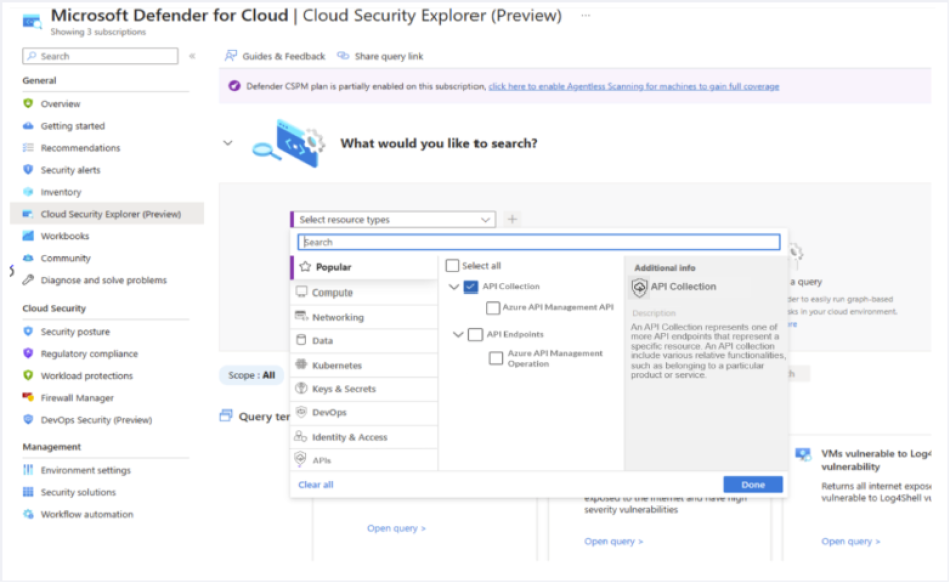 Microsoft Defender for Cloud | Cloud Security Explorer (Preview) ...
Showing 3 subscriptions
Search
«
General
Overview
Getting started
Recommendations
Security alerts
Inventory
Cloud Security Explorer (Preview)
Workbooks
Community
Diagnose and solve problems
Cloud Security
Security posture
Regulatory compliance
Workload protections
Firewall Manager
DevOps Security (Preview)
Management
Environment settings
Security solutions
Workflow automation
Guides & Feedback Share query link
Defender CSPM plan is partially enabled on this subscription, click here to enable Agentless Scanning for machines to gain full coverage
What would you like to search?
Select resource types
+
Search
Popular
Compute
Networking
Data
Kubernetes
Keys & Secrets
DevOps
Identity & Access
APIs
Select all
API Collection
Azure API Management API
API Endpoints
Azure API Management
Operation
Additional info
API Collection
Description
An API Collection represents one of
more API endpoints that represent a
specific resource. An API collection
include various relative functionalities,
such as belonging to a particular
product or service.
Clear all
Done
a query
der to easily run graph-based
sks in your cloud environment.
Scope : All
Query ter
Open query >
exposed to the internet and have high
severity vulnerabilities
Open query >
VMs vulnerable to Log4
vulnerability
Returns all internet expose
vulnerable to Log4Shell v
Open query >